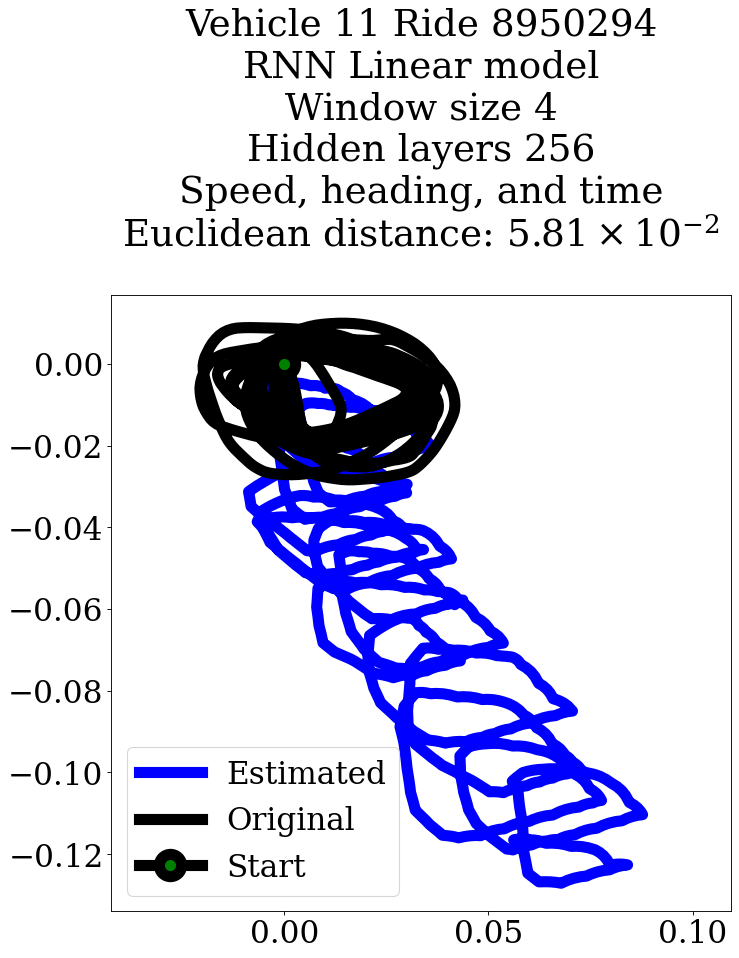 Vehicle 11 Ride 8950294
RNN Linear model
Window size 4
Hidden layers 256
Speed, heading, and time
Euclidean distance: 5.81 × 10⁻²
0.00
−0.02
−0.04
−0.06
−0.08
−0.10
−0.12
Estimated
Original
Start
0.00 0.05 0.10